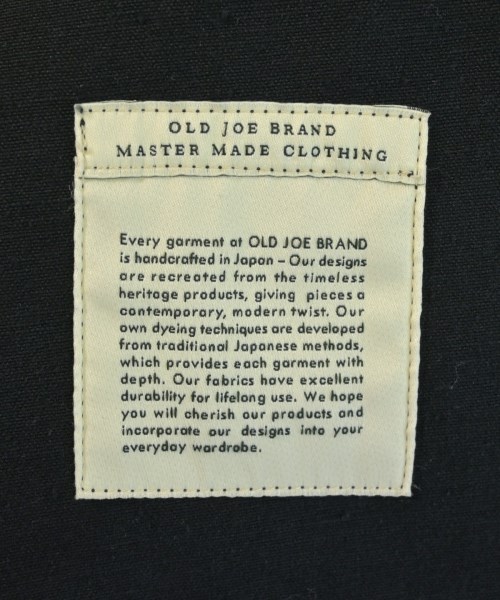 OLD JOE BRAND
MASTER MADE CLOTHING
Every garment at OLD JOE BRAND
is handcrafted in Japan – Our designs
are recreated from the timeless
heritage products, giving pieces a
contemporary, modern twist. Our
own dyeing techniques are developed
from traditional Japanese methods,
which provides each garment with
depth. Our fabrics have excellent
durability for lifelong use. We hope
you will cherish our products and
incorporate our designs into your
everyday wardrobe.